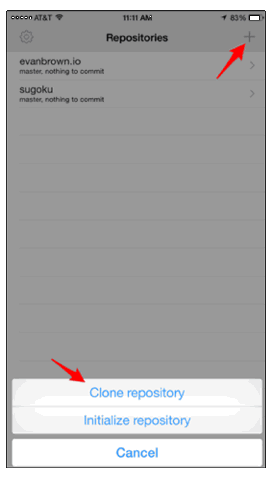 AT&T 11:11 AM 83%
Repositories
evanbrown.io
master, nothing to commit
sugoku
master, nothing to commit
Clone repository
Initialize repository
Cancel